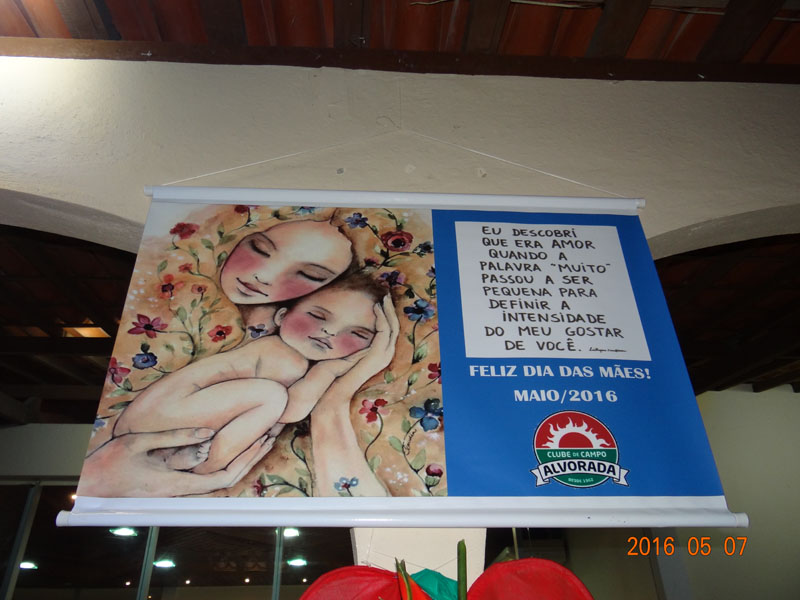 EU DESCOBRI
QUE ERA AMOR
QUANDO A
PALAVRA "MUITO"
PASSOU A SER
PEQUENA PARA
DEFINIR A
INTENSIDADE
DO MEU GOSTAR
DE VOCÊ.
FELIZ DIA DAS MÃES!
MAIO/2016
CLUBE DE CAMPO
ALVORADA
2016 05 07